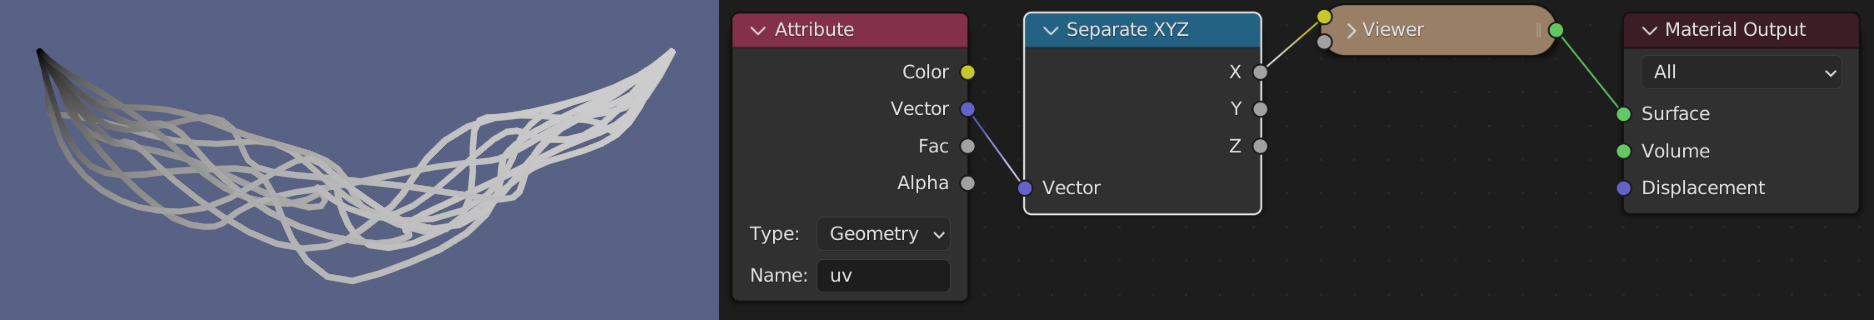 Attribute
Color
Vector
Fac
Alpha
Type: Geometry
Name: uv
Separate XYZ
X
Y
Z
Vector
Viewer
Material Output
All
Surface
Volume
Displacement